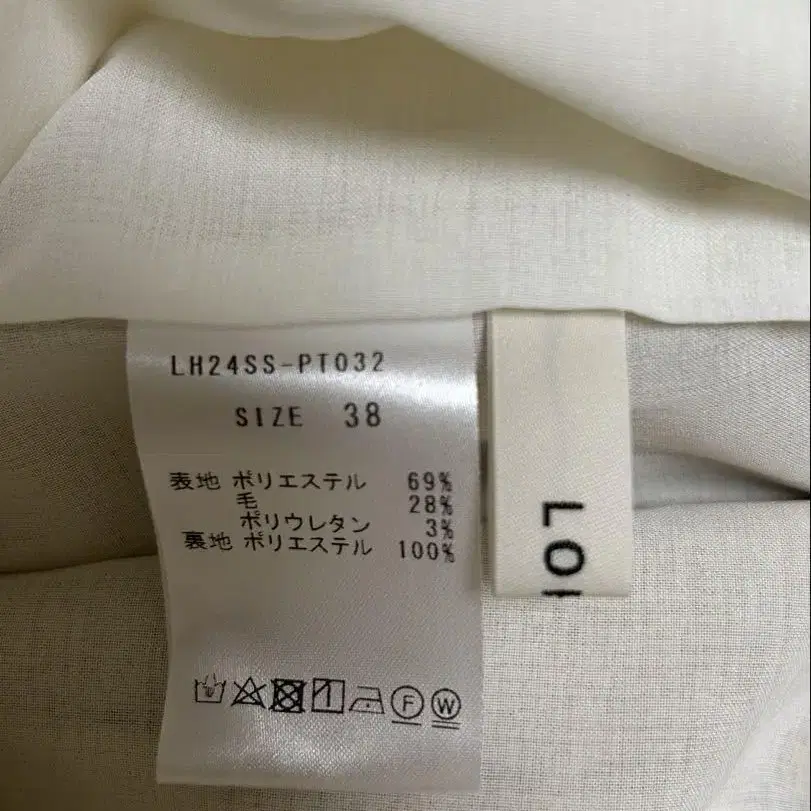 LH24SS-PT032
SIZE 38
表地 ポリエステル 69%
毛 28%
ポリウレタン 3%
裏地 ポリエステル 100%
F W
LO